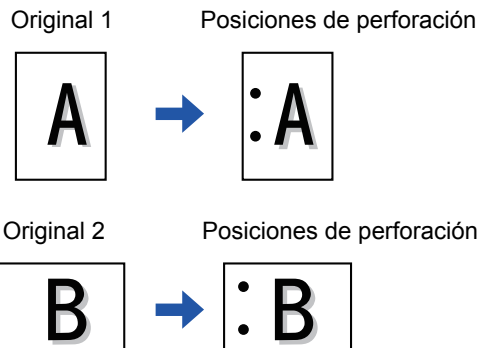 Original 1 Posiciones de perforación
A A
Original 2 Posiciones de perforación
B B